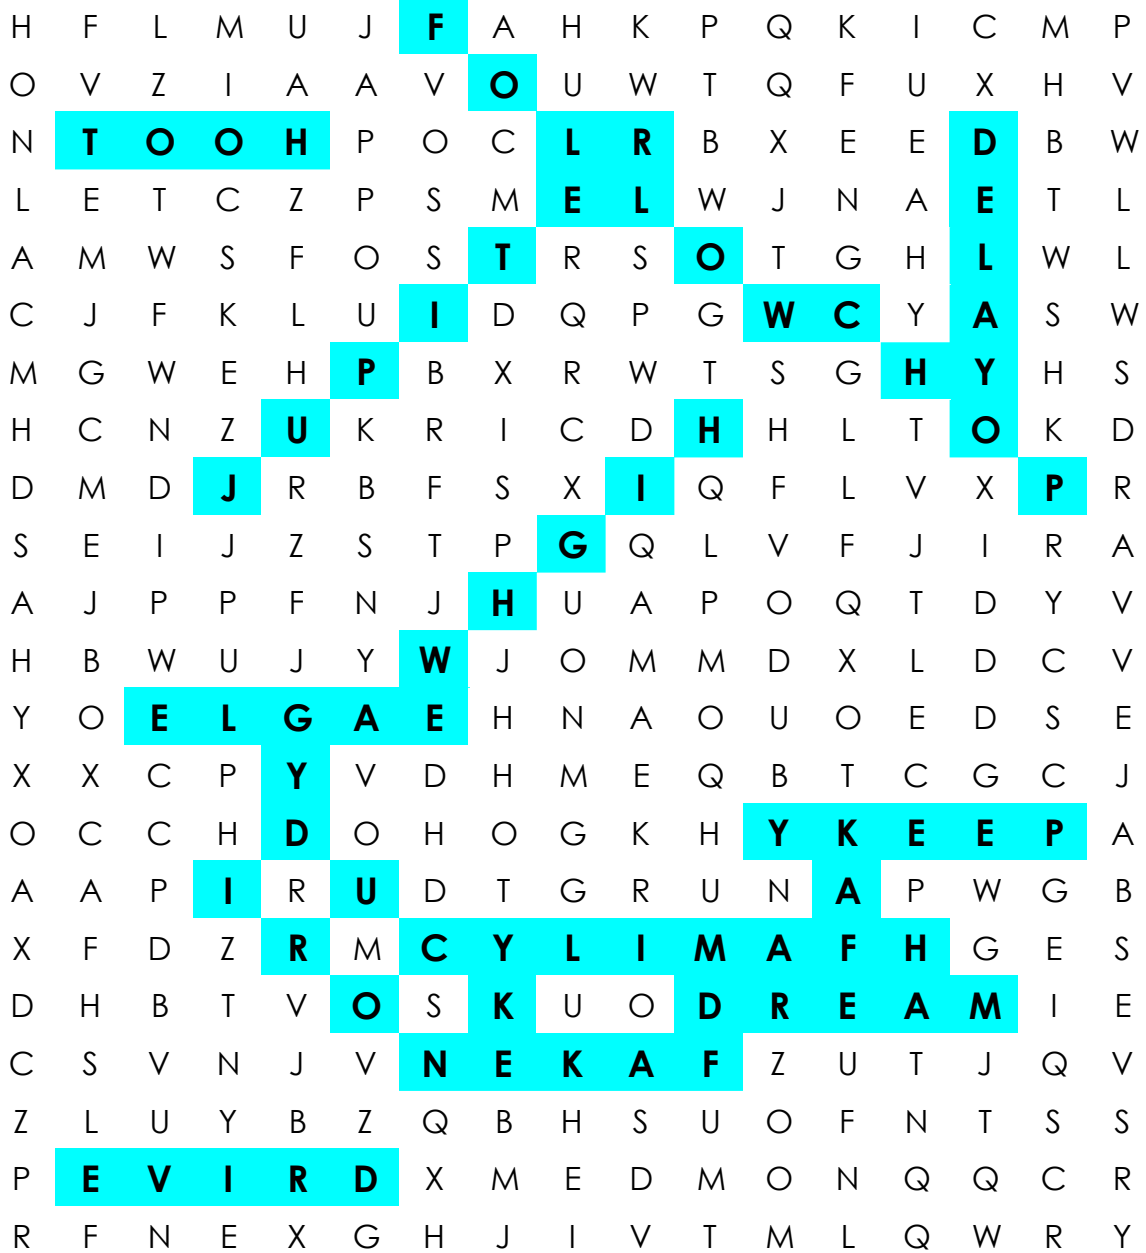 H F L M U J F A H K P Q K I C M P
O V Z I A A V O U W T Q F U X H V
N T O O H P O C L R B X E E D B W
L E T C Z P S M E L W J N A E T L
A M W S F O S T R S O T G H L W L
C J F K L U I D Q P G W C Y A S W
M G W E H P B X R W T S G H Y H S
H C N Z U K R I C D H H L T O K D
D M D J R B F S X I Q F L V X P R
S E I J Z S T P G Q L V F J I R A
A J P P F N J H U A P O Q T D Y V
H B W U J Y W J O M M D X L D C V
Y O E L G A E H N A O U O E D S E
X X C P Y V D H M E Q B T C G C J
O C C H D O H O G K H Y K E E P A
A A P I R U D T G R U N A P W G B
X F D Z R M C Y L I M A F H G E S
D H B T V O S K U O D R E A M I E
C S V N J V N E K A F Z U T J Q V
Z L U Y B Z Q B H S U O F N T S S
P E V I R D X M E D M O N Q Q C R
R F N E X G H J I V T M L Q W R Y